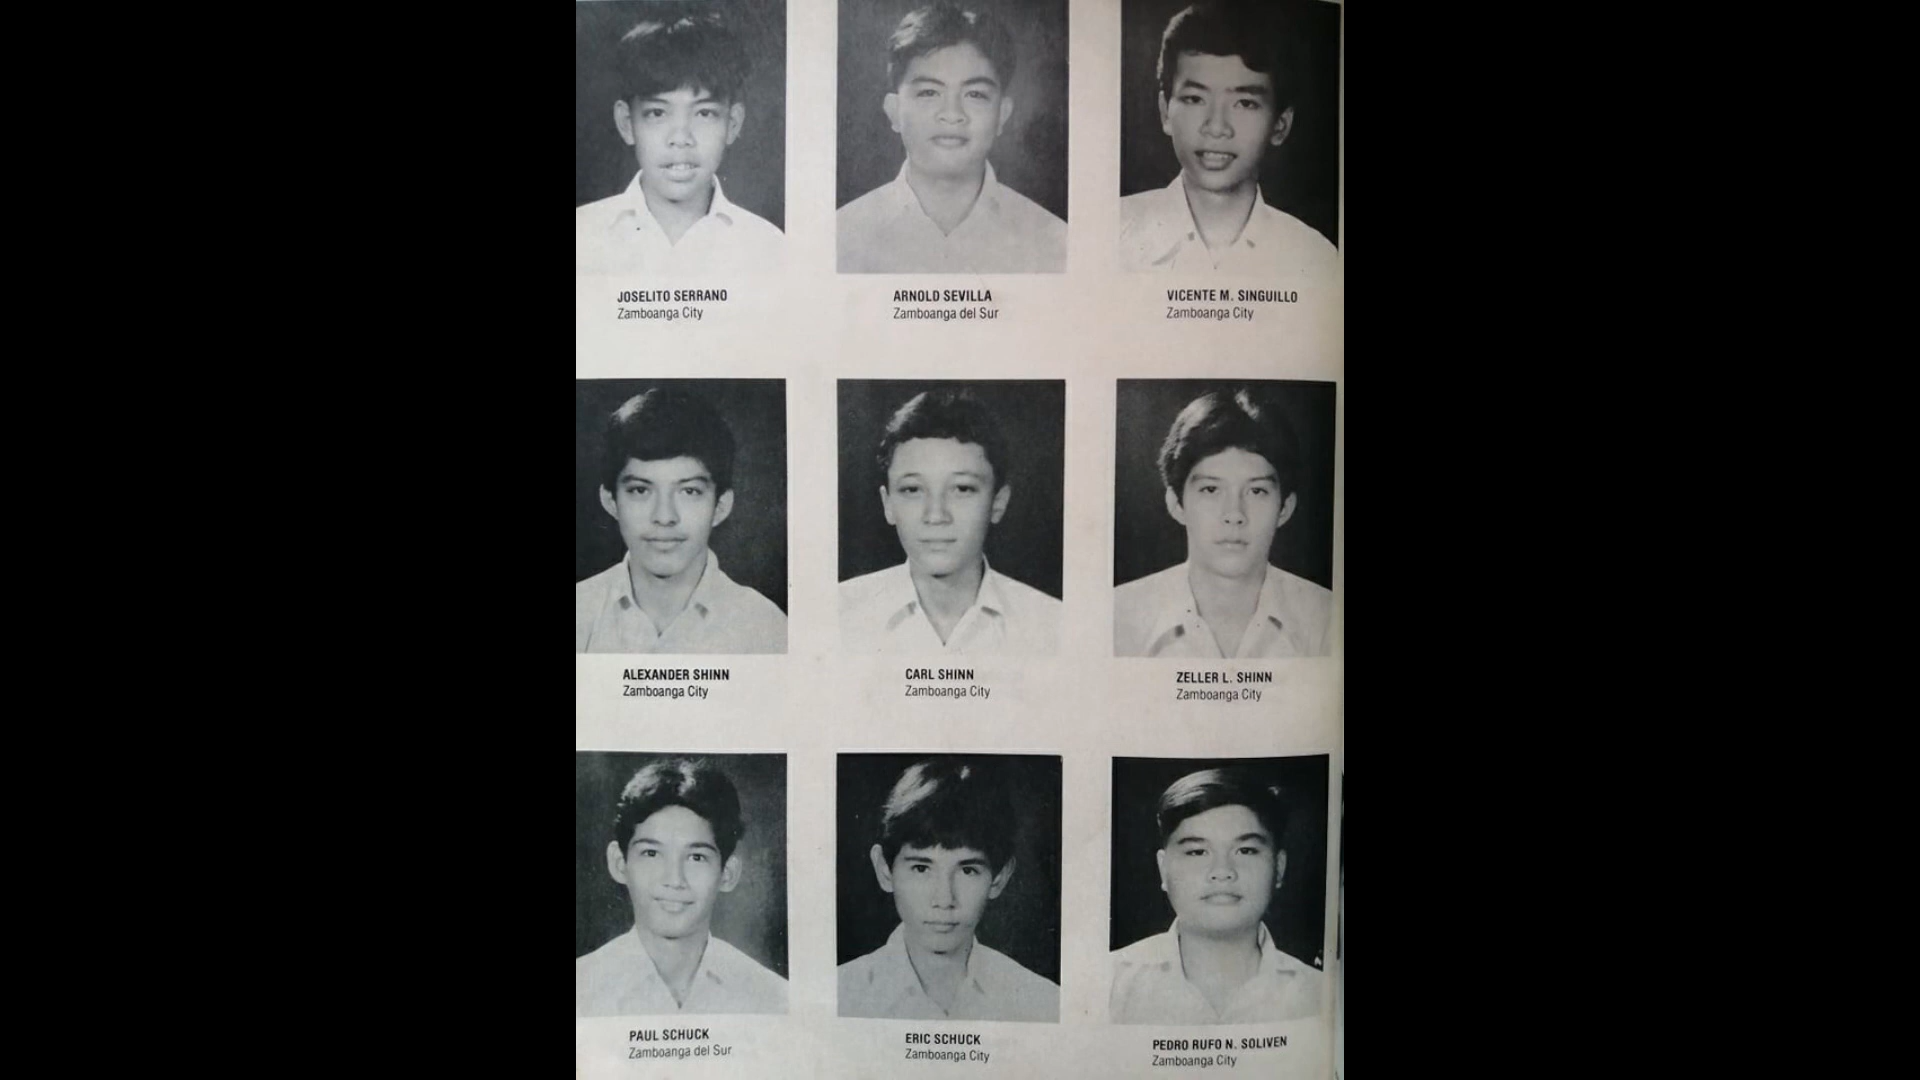 JOSELITO SERRANO
Zamboanga City
ARNOLD SEVILLA
Zamboanga del Sur
VICENTE M. SINGUILLO
Zamboanga City
ALEXANDER SHINN
Zamboanga City
CARL SHINN
Zamboanga City
ZELLER L. SHINN
Zamboanga City
PAUL SCHUCK
Zamboanga del Sur
ERIC SCHUCK
Zamboanga City
PEDRO RUFO N. SOLIVEN
Zamboanga City